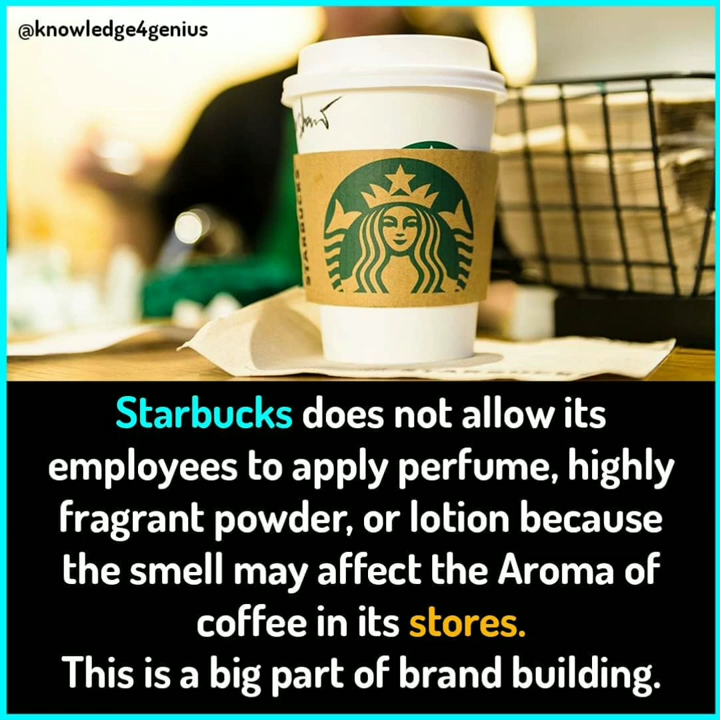 @knowledge4genius
STARBUCKS
Starbucks does not allow its
employees to apply perfume, highly
fragrant powder, or lotion because
the smell may affect the Aroma of
coffee in its stores.
This is a big part of brand building.